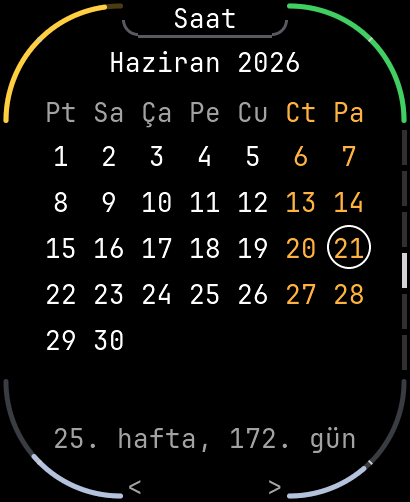 Saat
Haziran 2026
Pt Sa Ça Pe Cu Ct Pa
1 2 3 4 5 6 7
8 9 10 11 12 13 14
15 16 17 18 19 20 21
22 23 24 25 26 27 28
29 30
25. hafta, 172. gün
< >